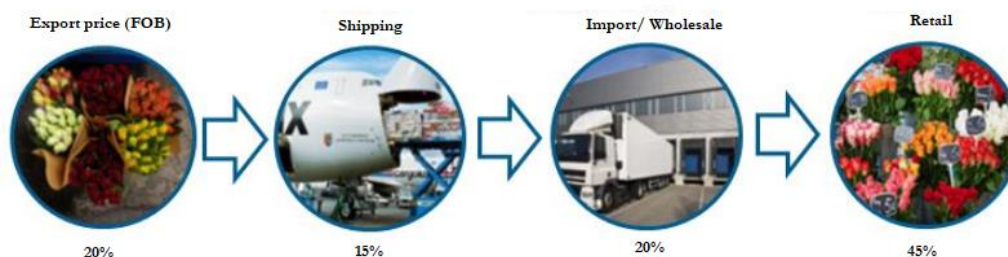 Export price (FOB)
Shipping
Import/ Wholesale
Retail
X
20%
15%
20%
45%